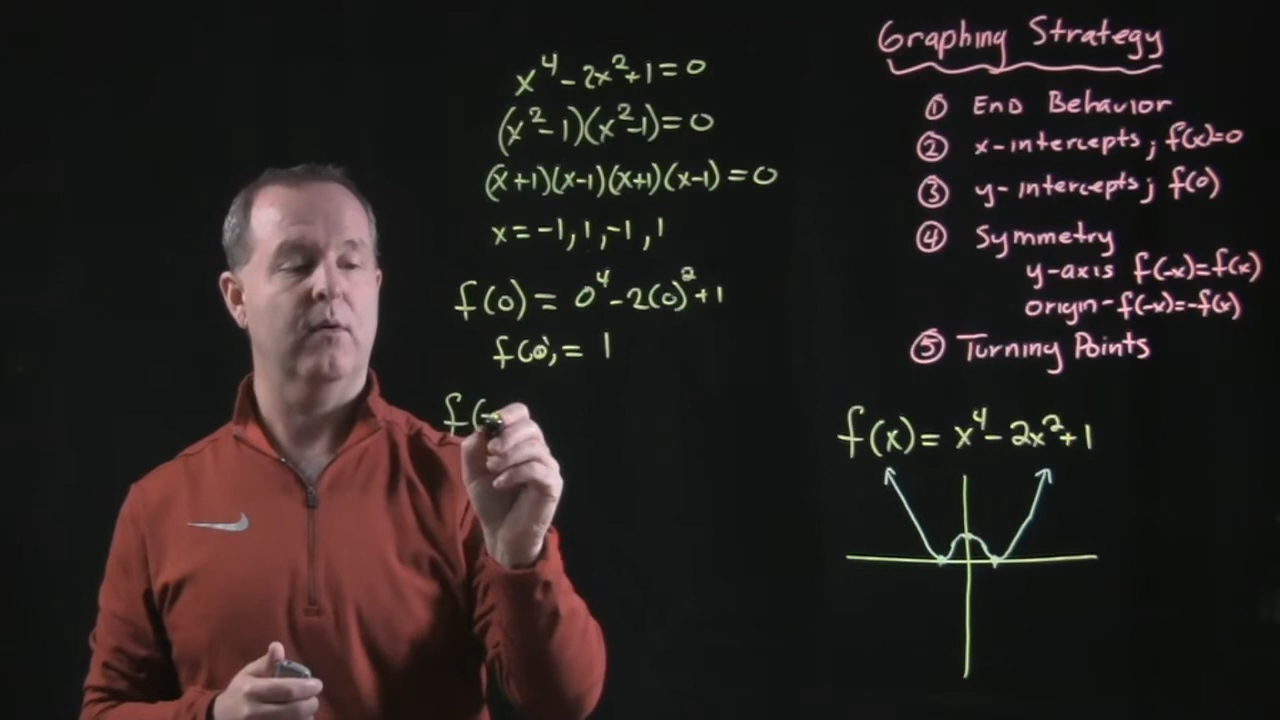 x⁴-2x²+1=0
(x²-1)(x²-1)=0
(x+1)(x-1)(x+1)(x-1)=0
x=-1,1,-1,1
f(0)=0⁴-2(0)²+1
f(0)=1
f(-
Graphing Strategy
① End Behavior
② x-intercepts; f(x)=0
③ y-intercepts; f(0)
④ Symmetry
y-axis f(-x)=f(x)
origin-f(-x)=-f(x)
⑤ Turning Points
f(x)=x⁴-2x²+1